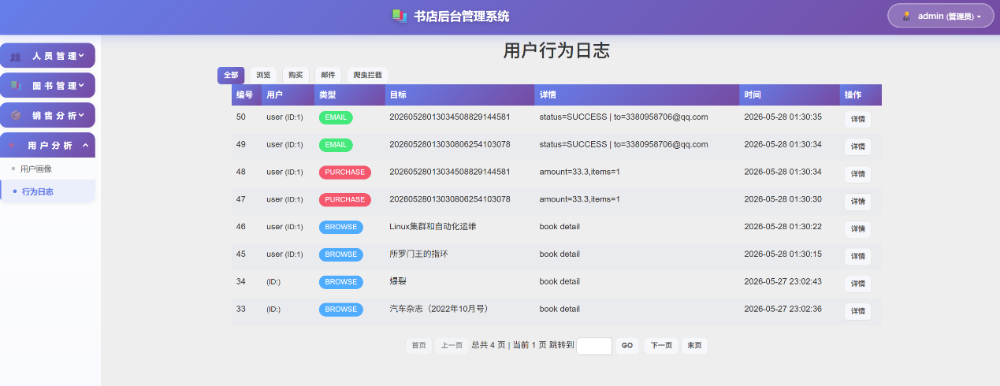 书店后台管理系统
admin (管理员)
人员管理
图书管理
销售分析
用户分析
用户画像
行为日志
用户行为日志
全部 浏览 购买 邮件 爬虫拦截
编号 用户 类型 目标 详情 时间 操作
50 user (ID:1) EMAIL 20260528013034508829144581 status=SUCCESS | to=3380958706@qq.com 2026-05-28 01:30:35 详情
49 user (ID:1) EMAIL 20260528013030806254103078 status=SUCCESS | to=3380958706@qq.com 2026-05-28 01:30:34 详情
48 user (ID:1) PURCHASE 20260528013034508829144581 amount=33.3,items=1 2026-05-28 01:30:34 详情
47 user (ID:1) PURCHASE 20260528013030806254103078 amount=33.3,items=1 2026-05-28 01:30:30 详情
46 user (ID:1) BROWSE Linux集群和自动化运维 book detail 2026-05-28 01:30:22 详情
45 user (ID:1) BROWSE 所罗门王的指环 book detail 2026-05-28 01:30:15 详情
34 (ID:) BROWSE 爆裂 book detail 2026-05-27 23:02:43 详情
33 (ID:) BROWSE 汽车杂志（2022年10月号） book detail 2026-05-27 23:02:36 详情
首页 上一页 总共 4 页 | 当前 1 页 跳转到 GO 下一页 末页